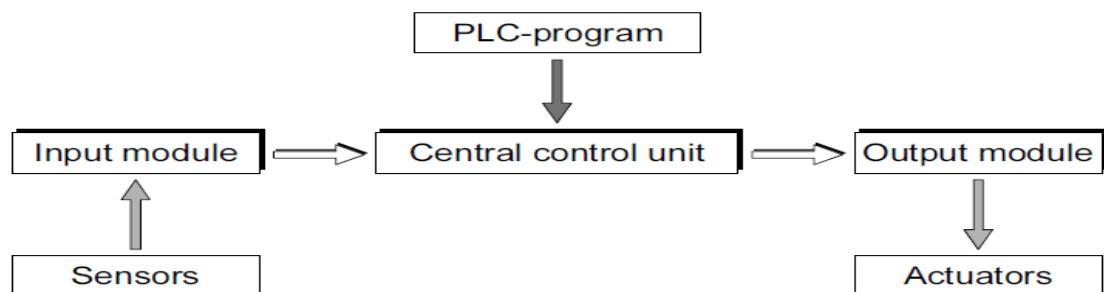 PLC-program
Input module
Central control unit
Output module
Sensors
Actuators